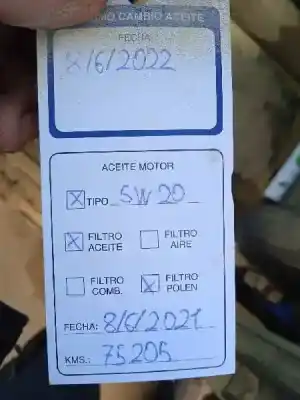 CAMBIO ACEITE
FECHA
8/6/2022
ACEITE MOTOR
TIPO 5W20
FILTRO ACEITE FILTRO AIRE
FILTRO COMB. FILTRO POLEN
FECHA: 8/6/2021
KMS.: 75205